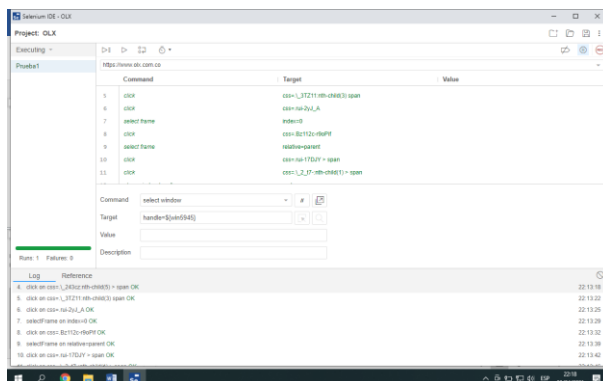 Selenium IDE - OLX
Project: OLX
Executing
https://www.olx.com.co
Prueba1
Command Target Value
5 click css=.\_3TZ11:nth-child(3) span
6 click css=.rui-2yJ_A
7 select frame index=0
8 click css=.Bz112c-r9oPif
9 select frame relative=parent
10 click css=.rui-17DJY > span
11 click css=.\_2_f7-:nth-child(1) > span
Command select window
Target handle=${win5945}
Value
Description
Runs: 1 Failures: 0
Log Reference
4. click on css=.\_243cz:nth-child(5) > span OK 22:13:18
5. click on css=.\_3TZ11:nth-child(3) span OK 22:13:22
6. click on css=.rui-2yJ_A OK 22:13:25
7. selectFrame on index=0 OK 22:13:29
8. click on css=.Bz112c-r9oPif OK 22:13:32
9. selectFrame on relative=parent OK 22:13:39
10. click on css=.rui-17DJY > span OK 22:13:42
ESP
22:18